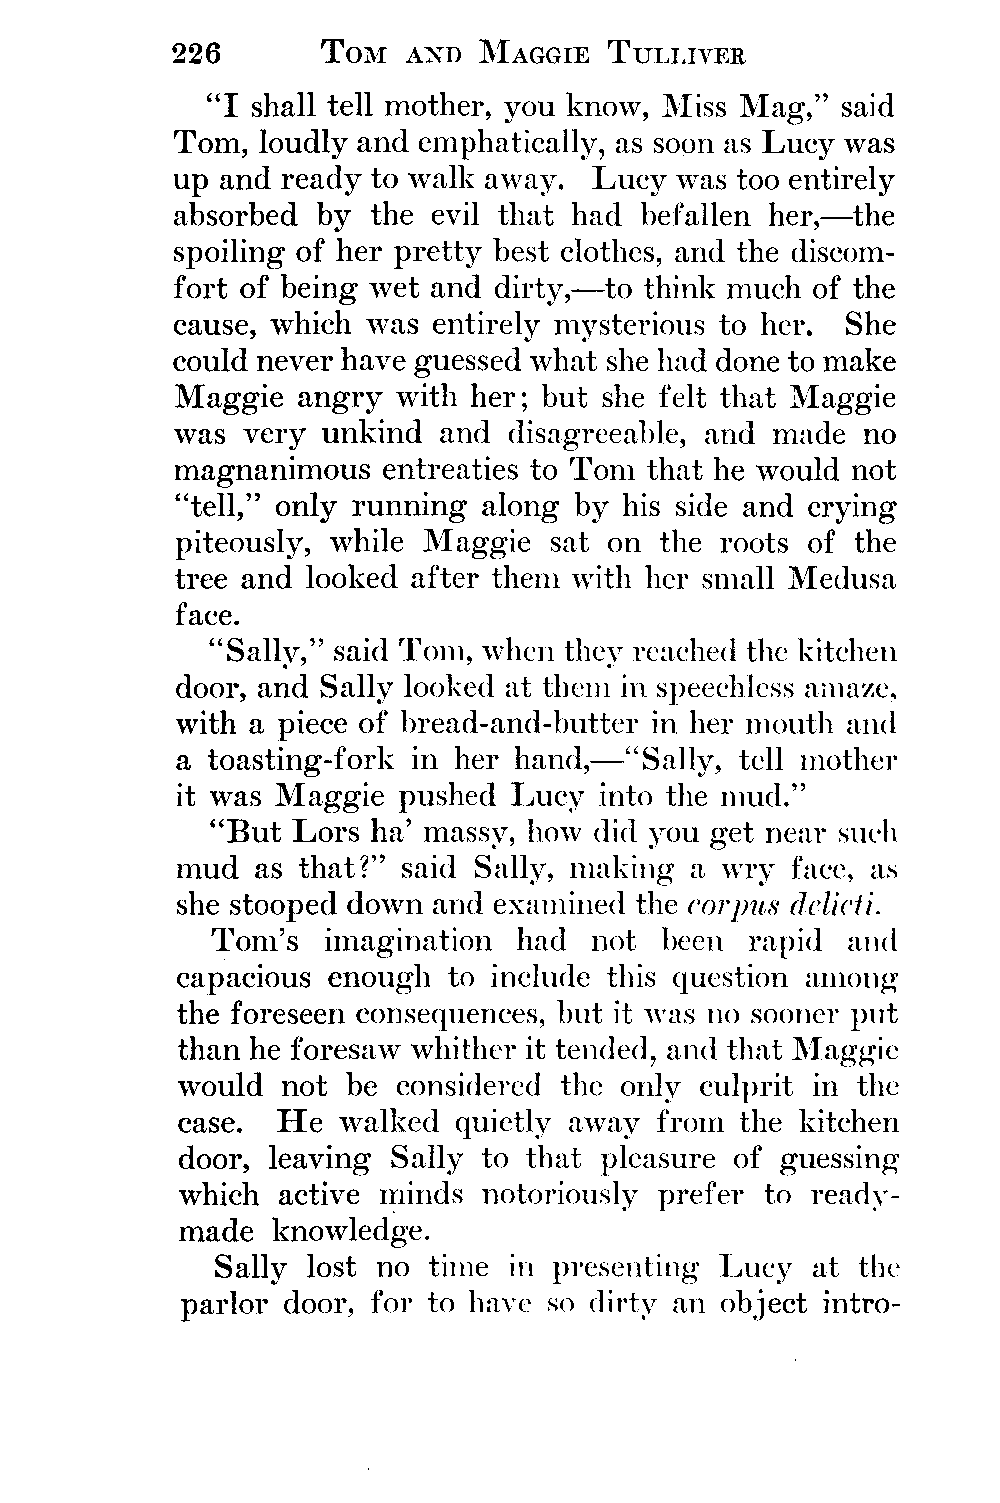 226 TOM AND MAGGIE TULLIVER
“I shall tell mother, you know, Miss Mag,” said
Tom, loudly and emphatically, as soon as Lucy was
up and ready to walk away. Lucy was too entirely
absorbed by the evil that had befallen her,—the
spoiling of her pretty best clothes, and the discom-
fort of being wet and dirty,—to think much of the
cause, which was entirely mysterious to her. She
could never have guessed what she had done to make
Maggie angry with her; but she felt that Maggie
was very unkind and disagreeable, and made no
magnanimous entreaties to Tom that he would not
“tell,” only running along by his side and crying
piteously, while Maggie sat on the roots of the
tree and looked after them with her small Medusa
face.
“Sally,” said Tom, when they reached the kitchen
door, and Sally looked at them in speechless amaze,
with a piece of bread-and-butter in her mouth and
a toasting-fork in her hand,—“Sally, tell mother
it was Maggie pushed Lucy into the mud.”
“But Lors ha’ massy, how did you get near such
mud as that?” said Sally, making a wry face, as
she stooped down and examined the corpus delicti.
Tom’s imagination had not been rapid and
capacious enough to include this question among
the foreseen consequences, but it was no sooner put
than he foresaw whither it tended, and that Maggie
would not be considered the only culprit in the
case. He walked quietly away from the kitchen
door, leaving Sally to that pleasure of guessing
which active minds notoriously prefer to ready-
made knowledge.
Sally lost no time in presenting Lucy at the
parlor door, for to have so dirty an object intro-